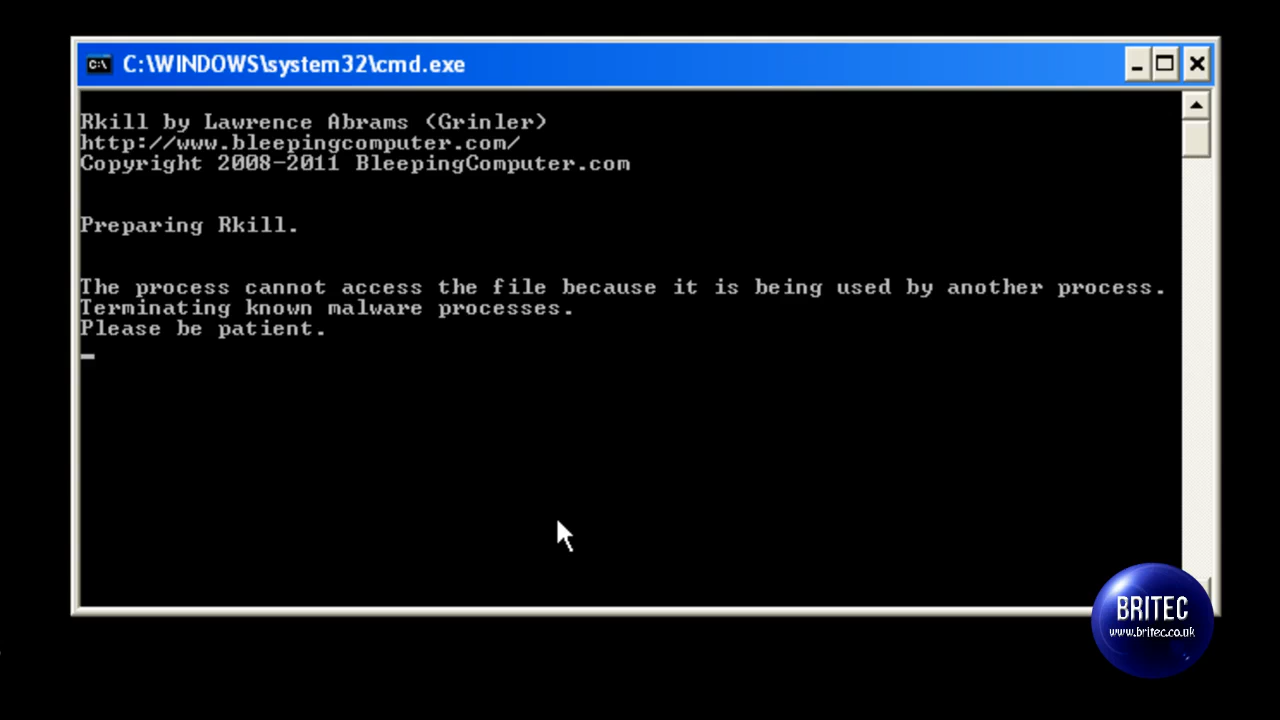 C:\WINDOWS\system32\cmd.exe
Rkill by Lawrence Abrams (Grinler)
http://www.bleepingcomputer.com/
Copyright 2008-2011 BleepingComputer.com
Preparing Rkill.
The process cannot access the file because it is being used by another process.
Terminating known malware processes.
Please be patient.
BRITEC
www.britec.co.uk